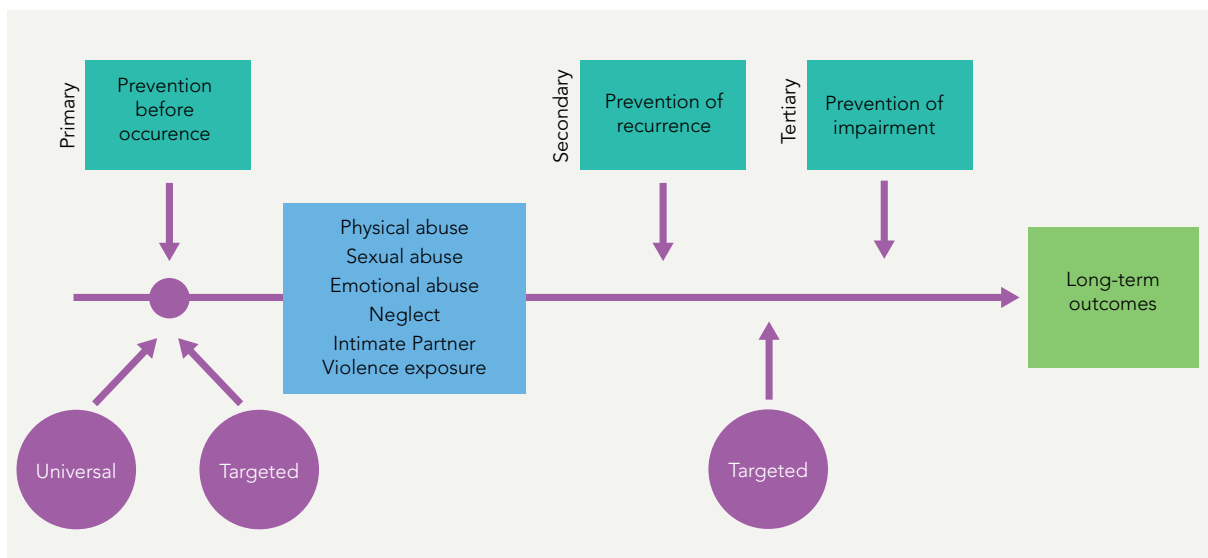 Primary
Prevention
before
occurence
Secondary
Prevention of
recurrence
Tertiary
Prevention of
impairment
Physical abuse
Sexual abuse
Emotional abuse
Neglect
Intimate Partner
Violence exposure
Long-term
outcomes
Universal
Targeted
Targeted